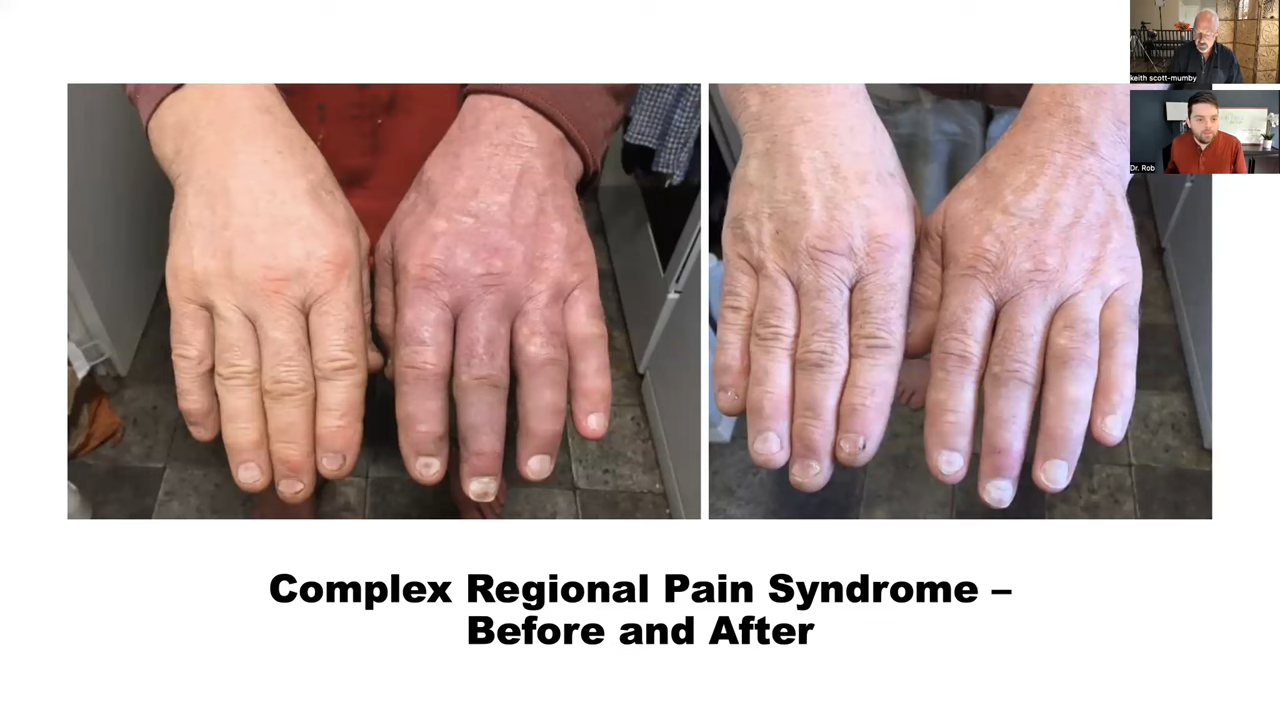 keith scott-mumby
Dr. Rob
Complex Regional Pain Syndrome –
Before and After